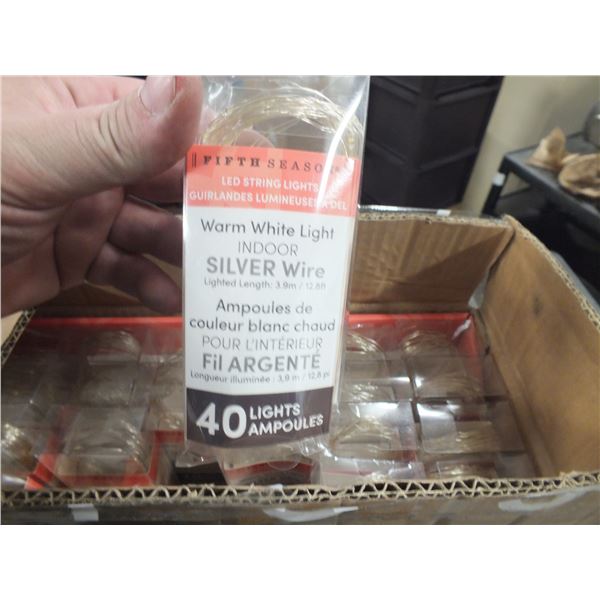 FIFTH SEASON
LED STRING LIGHTS
GUIRLANDES LUMINEUSES À DEL
Warm White Light
INDOOR
SILVER Wire
Lighted Length: 3.9m / 12.8ft
Ampoules de
couleur blanc chaud
POUR L'INTÉRIEUR
Fil ARGENTÉ
Longueur illuminée : 3,9 m / 12,8 pi
40 LIGHTS
AMPOULES